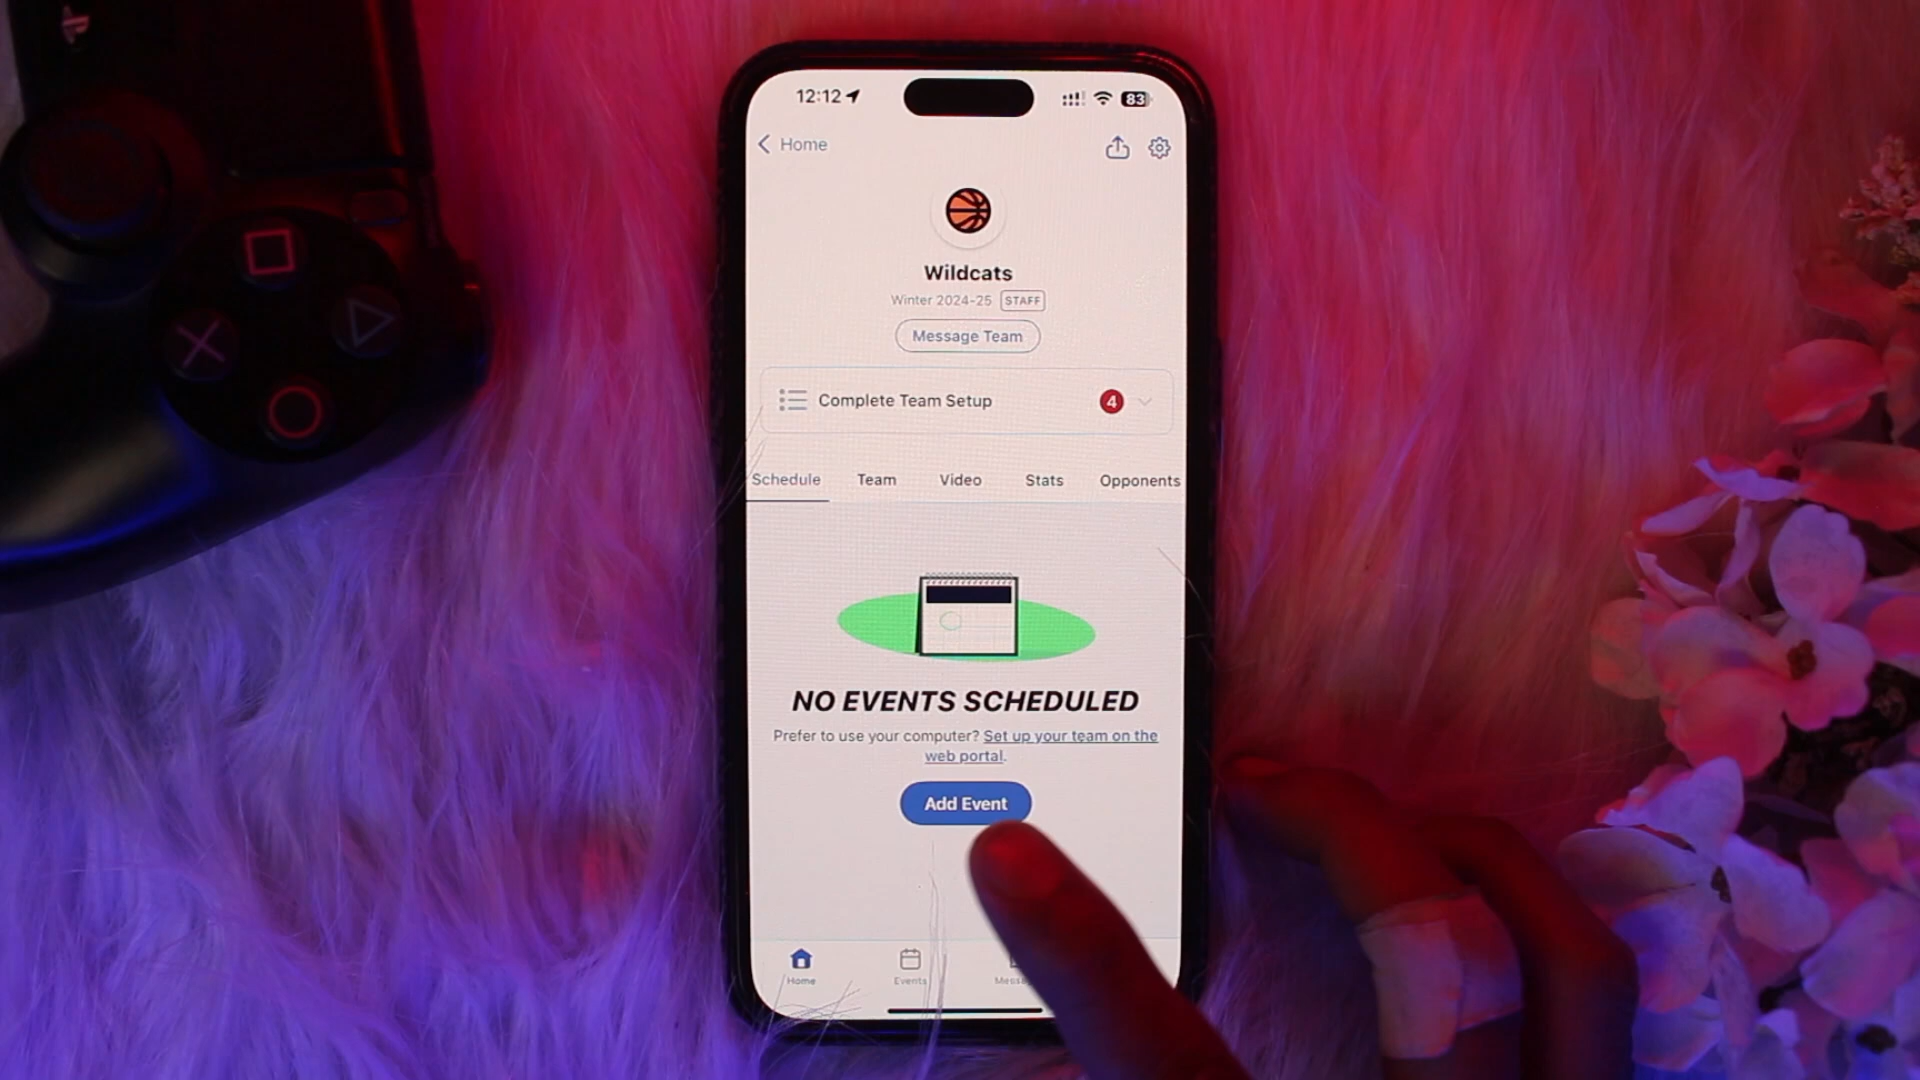 12:12
83
Home
Wildcats
Winter 2024-25 STAFF
Message Team
Complete Team Setup 4
Schedule Team Video Stats Opponents
NO EVENTS SCHEDULED
Prefer to use your computer? Set up your team on the
web portal.
Add Event
Home Events